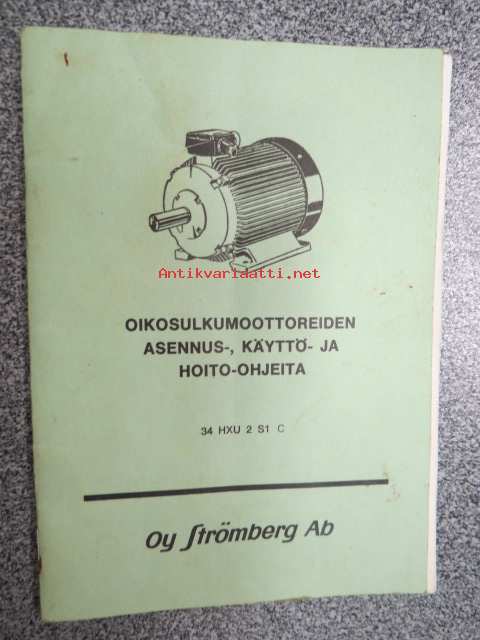 Antikvariaatti.net
OIKOSULKUMOOTTOREIDEN
ASENNUS-, KÄYTTÖ- JA
HOITO-OHJEITA
34 HXU 2 S1 C
Oy Strömberg Ab